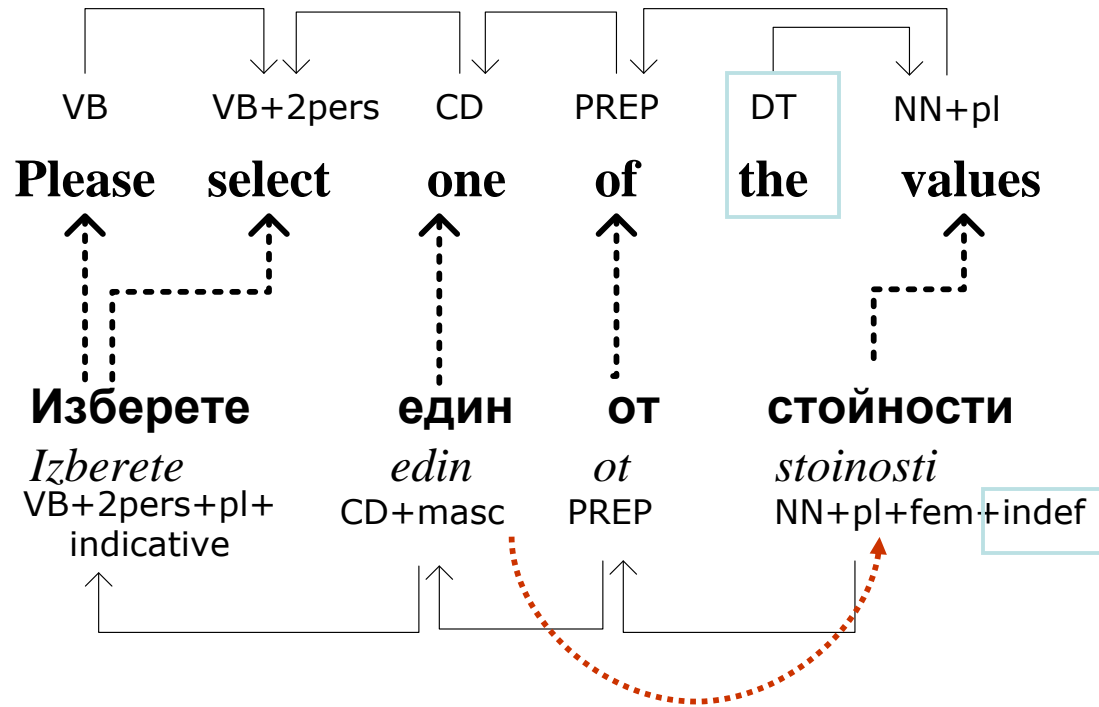 VB VB+2pers CD PREP DT NN+pl
Please select one of the values
Изберете един от стойности
Izberete edin ot stoinosti
VB+2pers+pl+ CD+masc PREP NN+pl+fem+indef
indicative